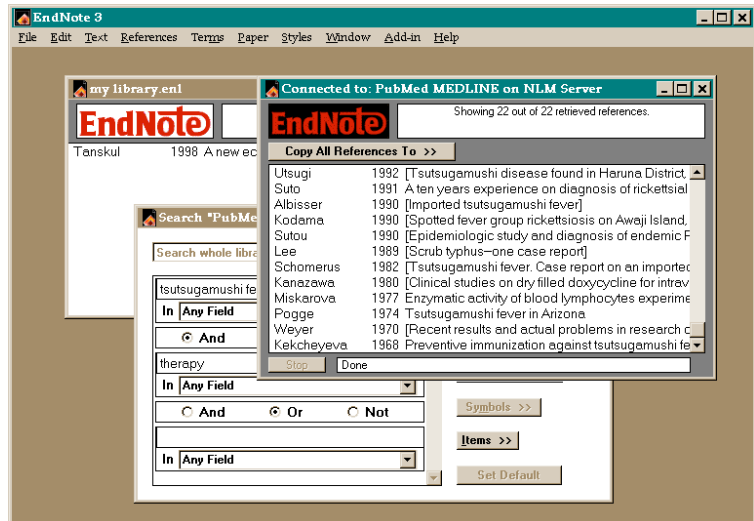 EndNote 3
File Edit Text References Terms Paper Styles Window Add-in Help
my library.enl
EndNote
Tanskul 1998 A new ec
Connected to: PubMed MEDLINE on NLM Server
EndNote
Showing 22 out of 22 retrieved references.
Copy All References To >>
Utsugi 1992 [Tsutsugamushi disease found in Haruna District,
Suto 1991 A ten years experience on diagnosis of rickettsial
Albisser 1990 [Imported tsutsugamushi fever]
Kodama 1990 [Spotted fever group rickettsiosis on Awaji Island,
Sutou 1990 [Epidemiologic study and diagnosis of endemic
Lee 1989 [Scrub typhus--one case report]
Schomerus 1982 [Tsutsugamushi fever. Case report on an imported
Kanazawa 1980 [Clinical studies on dry filled doxycycline for intrav
Miskarova 1977 Enzymatic activity of blood lymphocytes experime
Pogge 1974 Tsutsugamushi fever in Arizona
Weyer 1970 [Recent results and actual problems in research
Kekcheyeva 1968 Preventive immunization against tsutsugamushi fe
Stop Done
Search "PubMe
Search whole libra
tsutsugamushi fe
In Any Field
And
therapy
In Any Field
And Or Not
In Any Field
Symbols >>
Items >>
Set Default